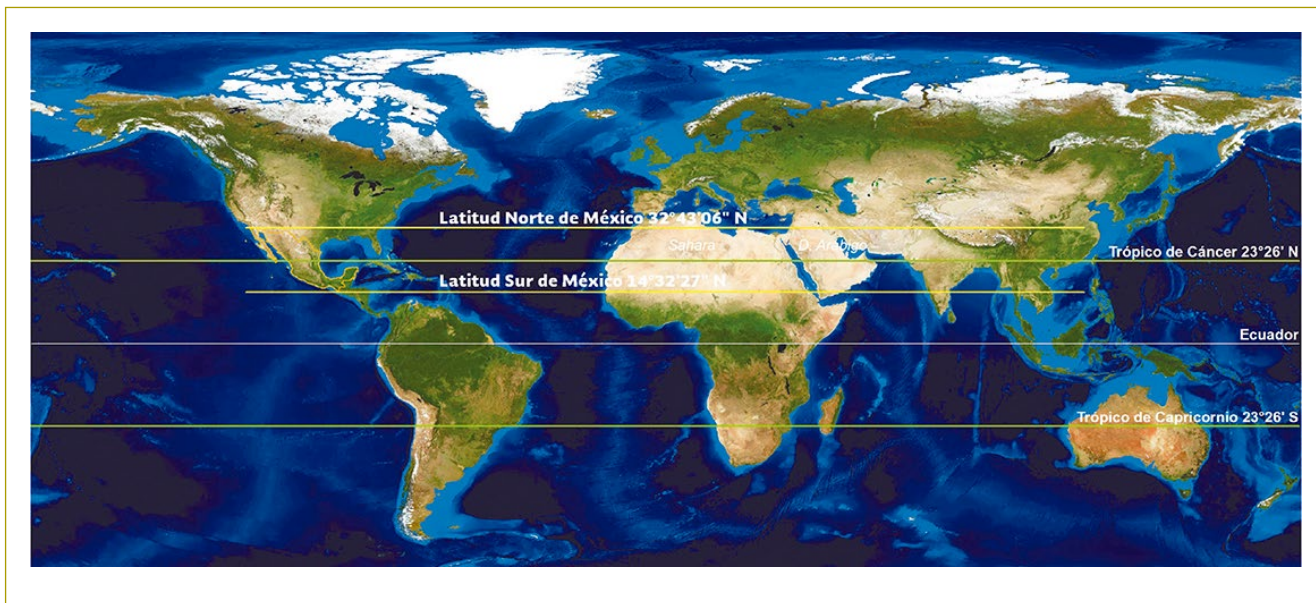 Latitud Norte de México 32°43'06" N
Sahara
D. Arábigo
Trópico de Cáncer 23°26' N
Latitud Sur de México 14°32'27" N
Ecuador
Trópico de Capricornio 23°26' S